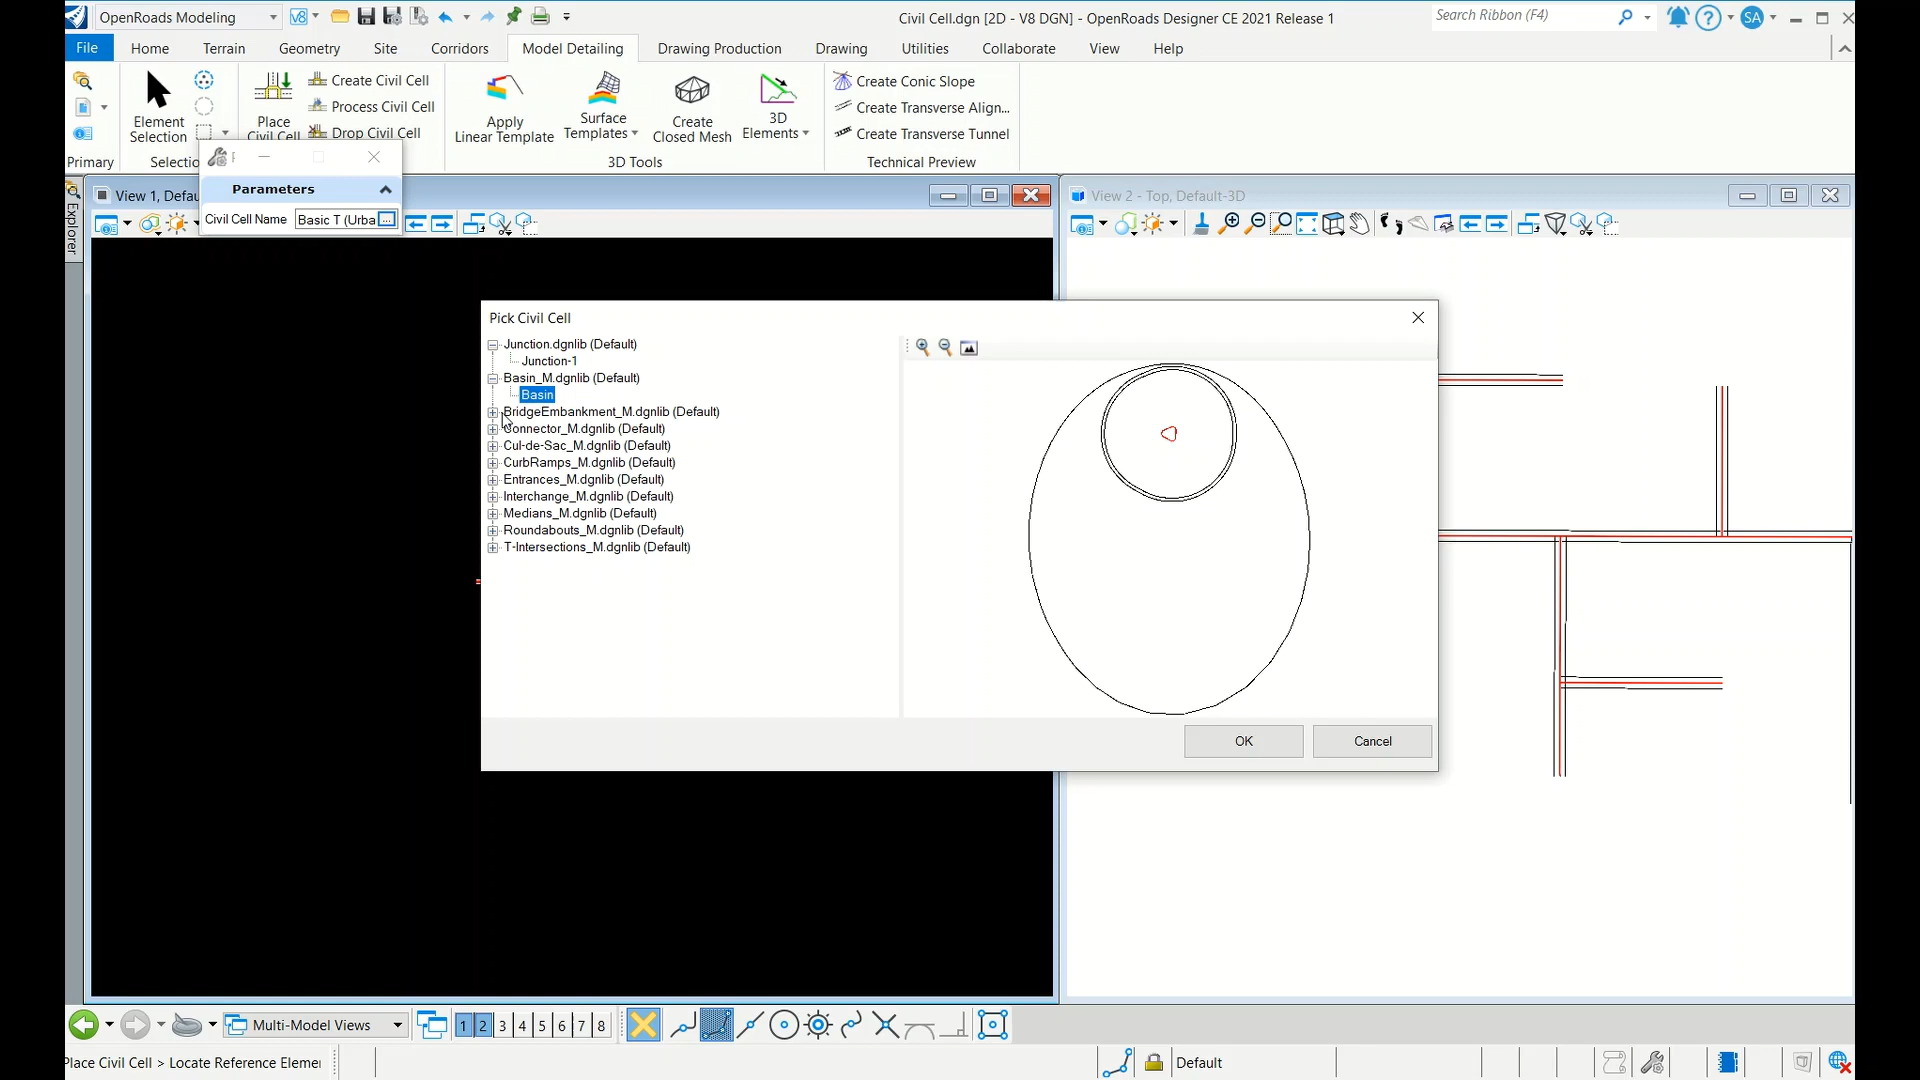 OpenRoads Modeling
V8
Civil Cell.dgn [2D - V8 DGN] - OpenRoads Designer CE 2021 Release 1
Search Ribbon (F4)
SA
File
Home
Terrain
Geometry
Site
Corridors
Model Detailing
Drawing Production
Drawing
Utilities
Collaborate
View
Help
Element
Selection
Place
Civil Cell
Create Civil Cell
Process Civil Cell
Drop Civil Cell
Apply
Linear Template
Surface
Templates
Create
Closed Mesh
3D
Elements
Create Conic Slope
Create Transverse Align...
Create Transverse Tunnel
Primary
Selectio
3D Tools
Technical Preview
Parameters
Civil Cell Name
Basic T (Urba
...
Explorer
View 1, Defau
View 2 - Top, Default-3D
Pick Civil Cell
Junction.dgnlib (Default)
Junction-1
Basin_M.dgnlib (Default)
Basin
BridgeEmbankment_M.dgnlib (Default)
Connector_M.dgnlib (Default)
Cul-de-Sac_M.dgnlib (Default)
CurbRamps_M.dgnlib (Default)
Entrances_M.dgnlib (Default)
Interchange_M.dgnlib (Default)
Medians_M.dgnlib (Default)
Roundabouts_M.dgnlib (Default)
T-Intersections_M.dgnlib (Default)
OK
Cancel
Multi-Model Views
1 2 3 4 5 6 7 8
Place Civil Cell > Locate Reference Elemer
Default